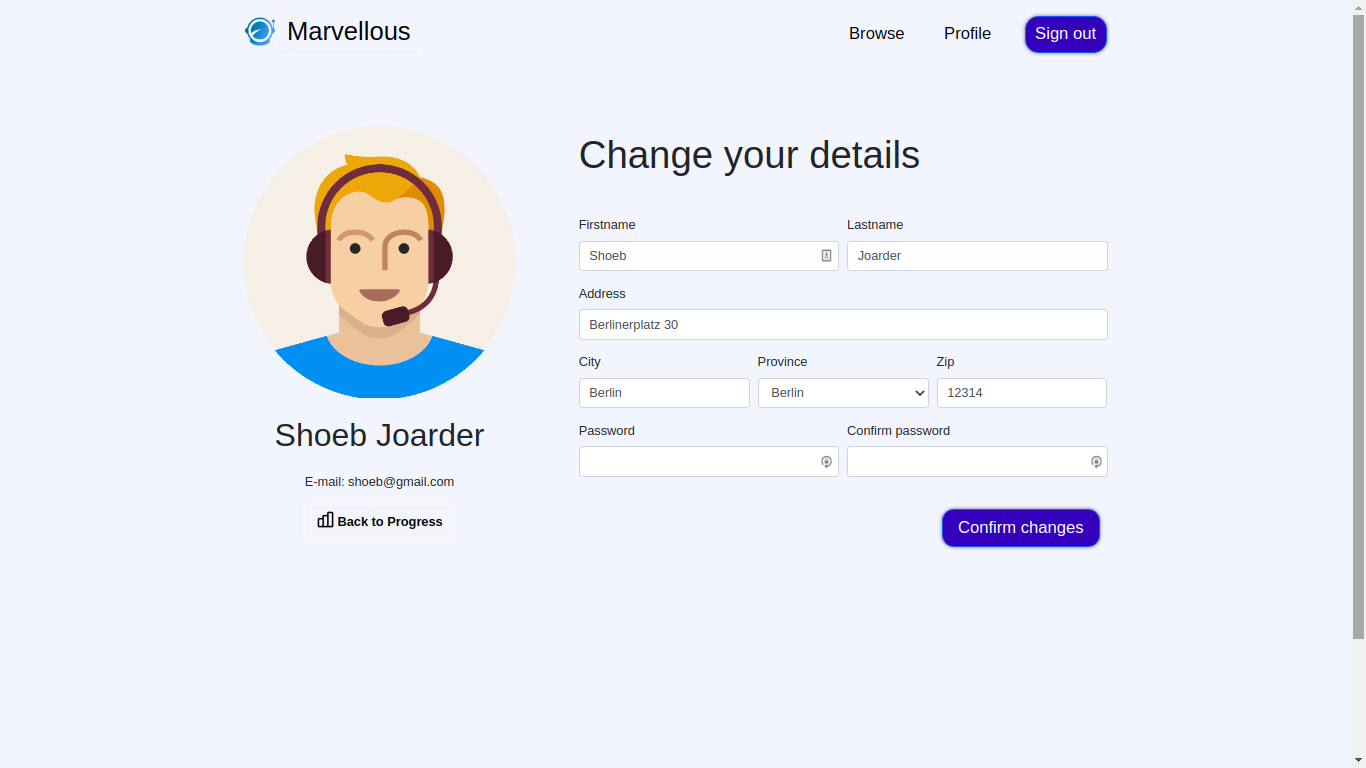 Marvellous
Browse Profile Sign out
Change your details
Firstname Lastname
Shoeb Joarder
Address
Berlinerplatz 30
City Province Zip
Berlin Berlin 12314
Password Confirm password
Shoeb Joarder
E-mail: shoeb@gmail.com
Back to Progress
Confirm changes